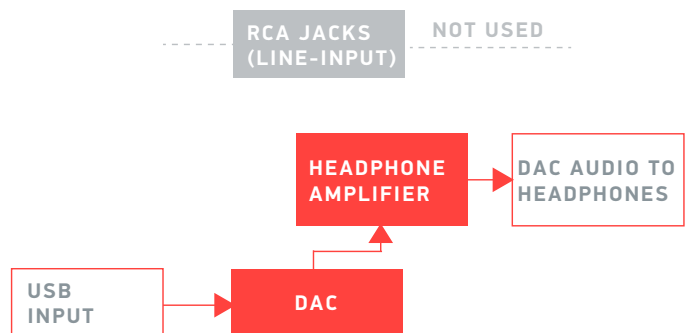 RCA JACKS
(LINE-INPUT)
NOT USED
HEADPHONE
AMPLIFIER
DAC AUDIO TO
HEADPHONES
USB
INPUT
DAC